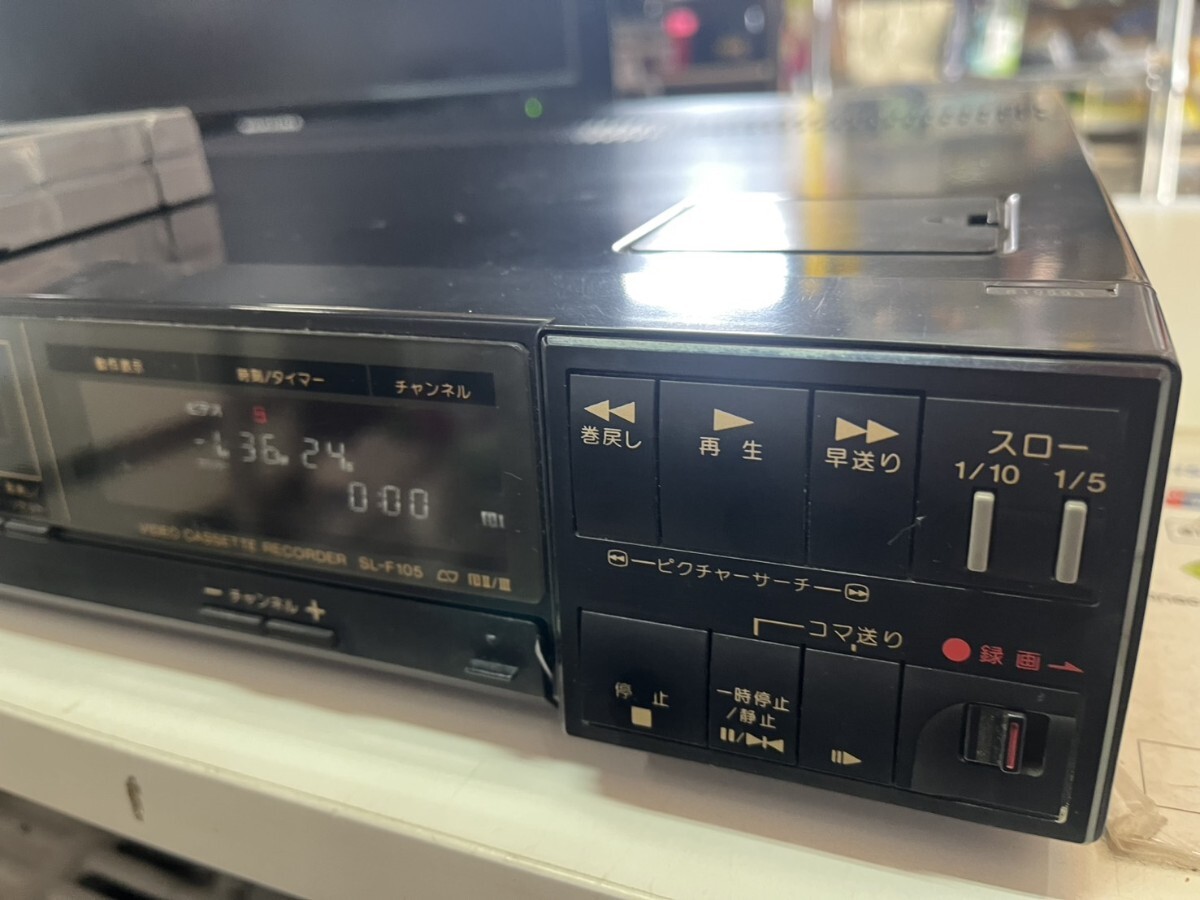 動作表示 時刻/タイマー チャンネル
ビデオ
-1 36 24
0:00
VIDEO CASSETTE RECORDER SL-F105 βII/III
− チャンネル +
巻戻し
再 生
早送り
スロー
1/10 1/5
ピクチャーサーチ
コマ送り
録画
停 止
一時停止
/静止